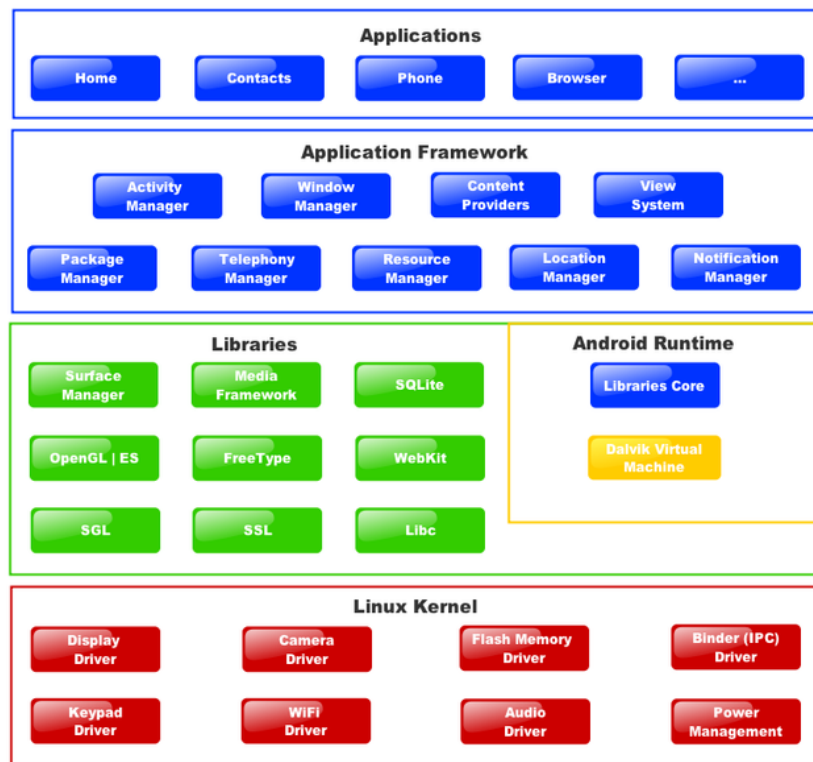 Applications
Home
Contacts
Phone
Browser
...
Application Framework
Activity
Manager
Window
Manager
Content
Providers
View
System
Package
Manager
Telephony
Manager
Resource
Manager
Location
Manager
Notification
Manager
Libraries
Surface
Manager
Media
Framework
SQLite
OpenGL | ES
FreeType
WebKit
SGL
SSL
Libc
Android Runtime
Libraries Core
Dalvik Virtual
Machine
Linux Kernel
Display
Driver
Camera
Driver
Flash Memory
Driver
Binder (IPC)
Driver
Keypad
Driver
WiFi
Driver
Audio
Driver
Power
Management